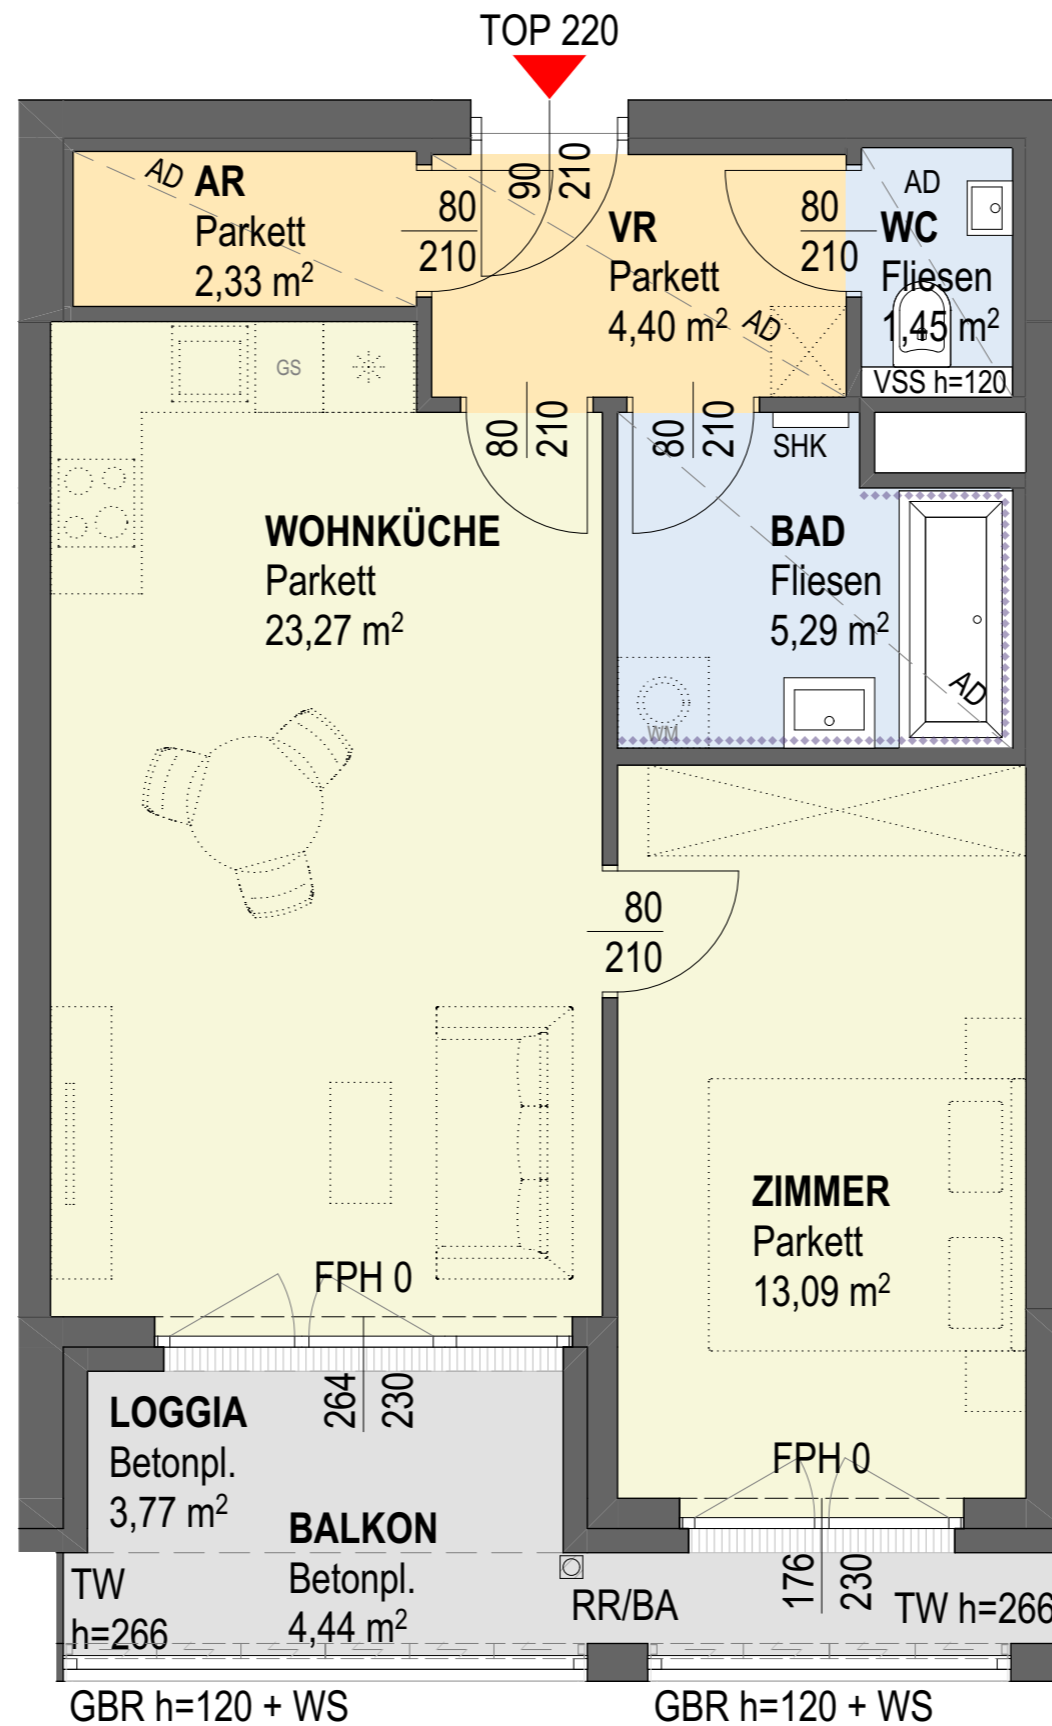 TOP 220
AD
AR
Parkett
2,33 m²
80
210
90
210
VR
Parkett
4,40 m²
AD
80
210
AD
WC
Fliesen
1,45 m²
VSS h=120
GS
80
210
80
210
SHK
WOHNKÜCHE
Parkett
23,27 m²
BAD
Fliesen
5,29 m²
AD
WM
80
210
ZIMMER
Parkett
13,09 m²
FPH 0
264
230
LOGGIA
Betonpl.
3,77 m²
FPH 0
176
230
BALKON
Betonpl.
4,44 m²
TW
h=266
RR/BA
TW h=266
GBR h=120 + WS
GBR h=120 + WS